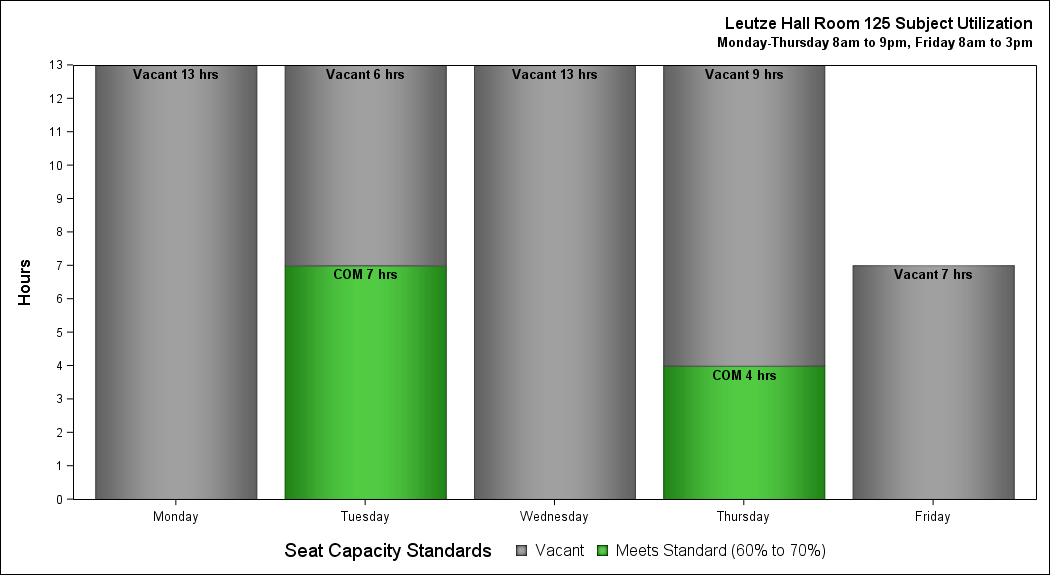 Leutze Hall Room 125 Subject Utilization
Monday-Thursday 8am to 9pm, Friday 8am to 3pm
Hours
13
12
11
10
9
8
7
6
5
4
3
2
1
0
Vacant 13 hrs
Vacant 6 hrs
COM 7 hrs
Vacant 13 hrs
Vacant 9 hrs
COM 4 hrs
Vacant 7 hrs
Monday
Tuesday
Wednesday
Thursday
Friday
Seat Capacity Standards
Vacant
Meets Standard (60% to 70%)